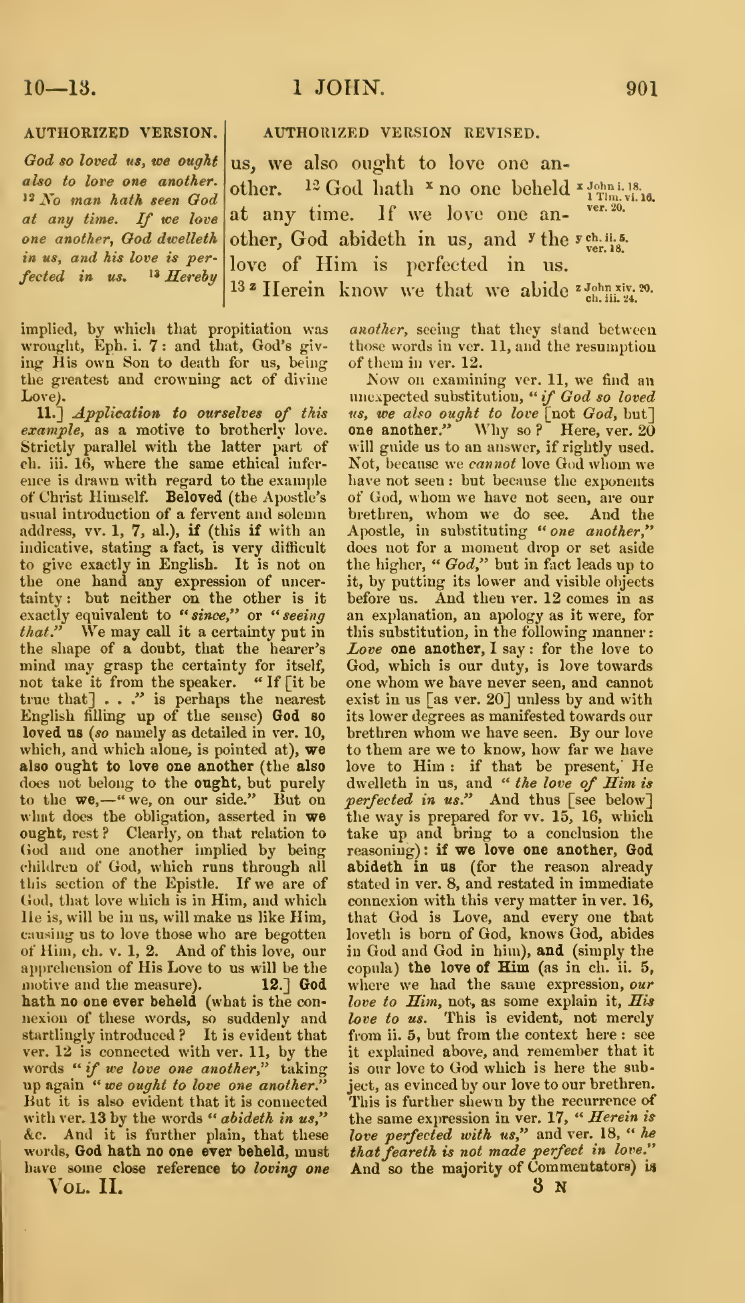 10—13.
1 JOHN.
901
AUTHORIZED VERSION.
God so loved us, we ought
also to love one another.
12 No man hath seen God
at any time. If we love
one another, God dwelleth
in us, and his love is per-
fected in us. 13 Hereby
AUTHORIZED VERSION REVISED.
us, we also ought to love one an-
other. 12 God hath x no one beheld
at any time. If we love one an-
other, God abideth in us, and y the
love of Him is perfected in us.
13 z Herein know we that we abide
x John i. 18.
1 Tim. vi. 16.
ver. 20.
y ch. ii. 5.
ver. 18.
z John xiv. 20.
ch. iii. 24.
implied, by which that propitiation was
wrought, Eph. i. 7 : and that, God's giv-
ing His own Son to death for us, being
the greatest and crowning act of divine
Love).
11.] Application to ourselves of this
example, as a motive to brotherly love.
Strictly parallel with the latter part of
ch. iii. 16, where the same ethical infer-
ence is drawn with regard to the example
of Christ Himself. Beloved (the Apostle's
usual introduction of a fervent and solemn
address, vv. 1, 7, al.), if (this if with an
indicative, stating a fact, is very difficult
to give exactly in English. It is not on
the one hand any expression of uncer-
tainty : but neither on the other is it
exactly equivalent to “since,” or “seeing
that.” We may call it a certainty put in
the shape of a doubt, that the hearer's
mind may grasp the certainty for itself,
not take it from the speaker. “If [it be
true that] . . .” is perhaps the nearest
English filling up of the sense) God so
loved us (so namely as detailed in ver. 10,
which, and which alone, is pointed at), we
also ought to love one another (the also
does not belong to the ought, but purely
to the we,—“we, on our side.” But on
what does the obligation, asserted in we
ought, rest ? Clearly, on that relation to
God and one another implied by being
children of God, which runs through all
this section of the Epistle. If we are of
God, that love which is in Him, and which
He is, will be in us, will make us like Him,
causing us to love those who are begotten
of Him, ch. v. 1, 2. And of this love, our
apprehension of His Love to us will be the
motive and the measure). 12.] God
hath no one ever beheld (what is the con-
nexion of these words, so suddenly and
startlingly introduced ? It is evident that
ver. 12 is connected with ver. 11, by the
words “if we love one another,” taking
up again “we ought to love one another.”
But it is also evident that it is connected
with ver. 13 by the words “abideth in us,”
&c. And it is further plain, that these
words, God hath no one ever beheld, must
have some close reference to loving one
another, seeing that they stand between
those words in ver. 11, and the resumption
of them in ver. 12.
Now on examining ver. 11, we find an
unexpected substitution, “if God so loved
us, we also ought to love [not God, but]
one another.” Why so ? Here, ver. 20
will guide us to an answer, if rightly used.
Not, because we cannot love God whom we
have not seen : but because the exponents
of God, whom we have not seen, are our
brethren, whom we do see. And the
Apostle, in substituting “one another,”
does not for a moment drop or set aside
the higher, “God,” but in fact leads up to
it, by putting its lower and visible objects
before us. And then ver. 12 comes in as
an explanation, an apology as it were, for
this substitution, in the following manner :
Love one another, I say : for the love to
God, which is our duty, is love towards
one whom we have never seen, and cannot
exist in us [as ver. 20] unless by and with
its lower degrees as manifested towards our
brethren whom we have seen. By our love
to them are we to know, how far we have
love to Him : if that be present, He
dwelleth in us, and “the love of Him is
perfected in us.” And thus [see below]
the way is prepared for vv. 15, 16, which
take up and bring to a conclusion the
reasoning) : if we love one another, God
abideth in us (for the reason already
stated in ver. 8, and restated in immediate
connexion with this very matter in ver. 16,
that God is Love, and every one that
loveth is born of God, knows God, abides
in God and God in him), and (simply the
copula) the love of Him (as in ch. ii. 5,
where we had the same expression, our
love to Him, not, as some explain it, His
love to us. This is evident, not merely
from ii. 5, but from the context here : see
it explained above, and remember that it
is our love to God which is here the sub-
ject, as evinced by our love to our brethren.
This is further shewn by the recurrence of
the same expression in ver. 17, “Herein is
love perfected with us,” and ver. 18, “he
that feareth is not made perfect in love.”
And so the majority of Commentators) is
VOL. II.
3 N